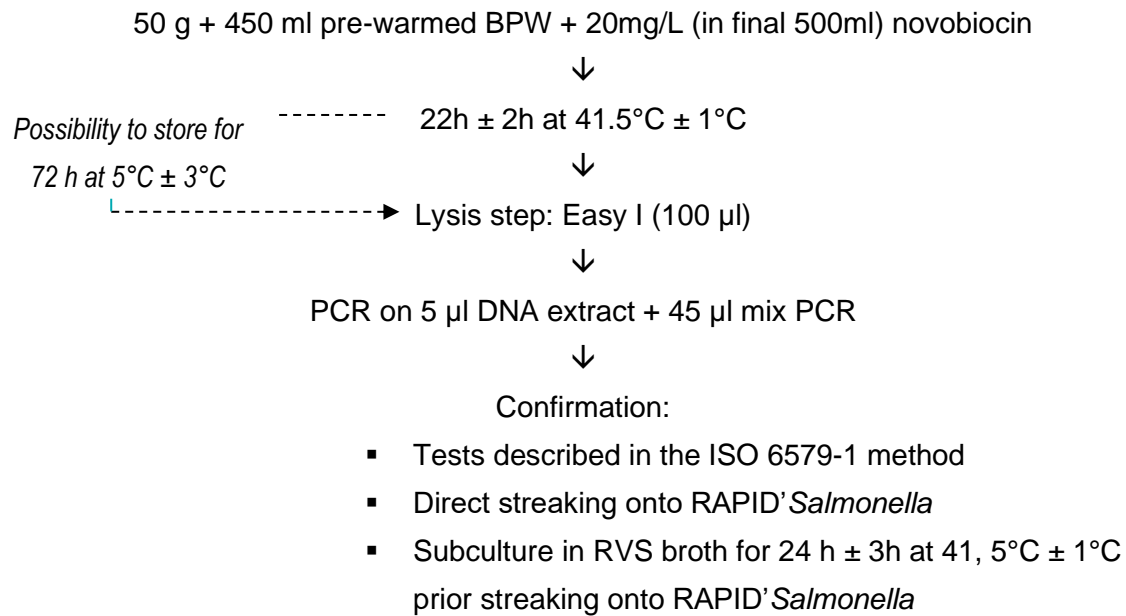 50 g + 450 ml pre-warmed BPW + 20mg/L (in final 500ml) novobiocin
22h ± 2h at 41.5°C ± 1°C
Possibility to store for
72 h at 5°C ± 3°C
Lysis step: Easy I (100 µl)
PCR on 5 µl DNA extract + 45 µl mix PCR
Confirmation:
▪ Tests described in the ISO 6579-1 method
▪ Direct streaking onto RAPID’Salmonella
▪ Subculture in RVS broth for 24 h ± 3h at 41, 5°C ± 1°C
prior streaking onto RAPID’Salmonella